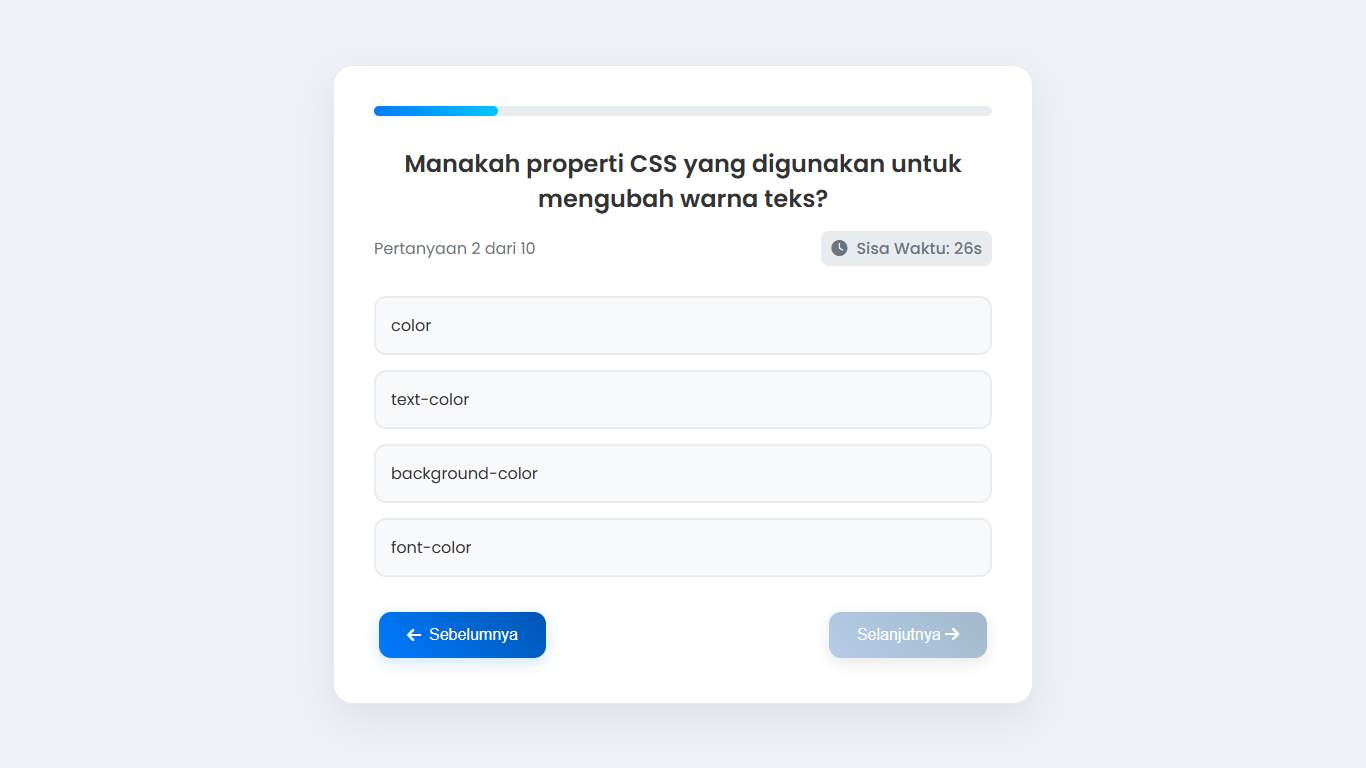 Manakah properti CSS yang digunakan untuk
mengubah warna teks?
Pertanyaan 2 dari 10
Sisa Waktu: 26s
color
text-color
background-color
font-color
Sebelumnya
Selanjutnya